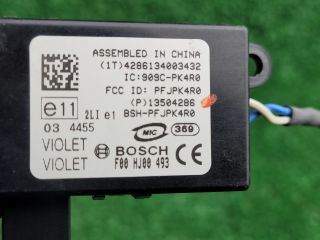 ASSEMBLED IN CHINA
(1T)4286134003432
IC:909C-PK4R0
FCC ID: PFJPK4R0
(P)13504286
BSH-PFJPK4R0
e11 2LI e1
03 4455
MIC 369
VIOLET BOSCH CE
VIOLET F00 HJ00 493